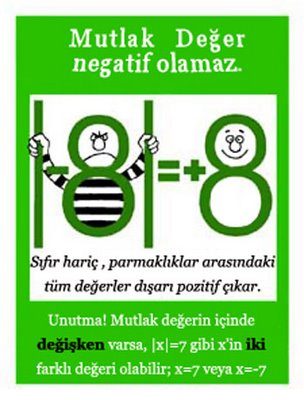 Mutlak Değer
negatif olamaz.
|-8|=+8
Sıfır hariç , parmaklıklar arasındaki
tüm değerler dışarı pozitif çıkar.
Unutma! Mutlak değerin içinde
değişken varsa, |x|=7 gibi x'in iki
farklı değeri olabilir; x=7 veya x=-7